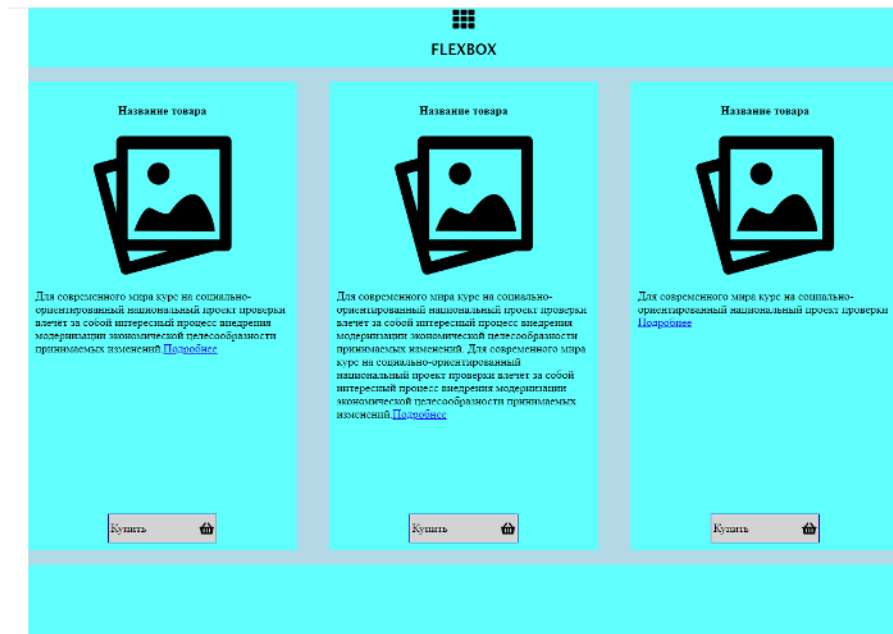 FLEXBOX
Название товара
Для современного мира курс на социально-
ориентированный национальный проект проверки
влечёт за собой интересный процесс внедрения
модернизации экономической целесообразности
принимаемых изменений.Подробнее
Купить
Название товара
Для современного мира курс на социально-
ориентированный национальный проект проверки
влечёт за собой интересный процесс внедрения
модернизации экономической целесообразности
принимаемых изменений. Для современного мира
курс на социально-ориентированный
национальный проект проверки влечёт за собой
интересный процесс внедрения модернизации
экономической целесообразности принимаемых
изменений.Подробнее
Купить
Название товара
Для современного мира курс на социально-
ориентированный национальный проект проверки
Подробнее
Купить